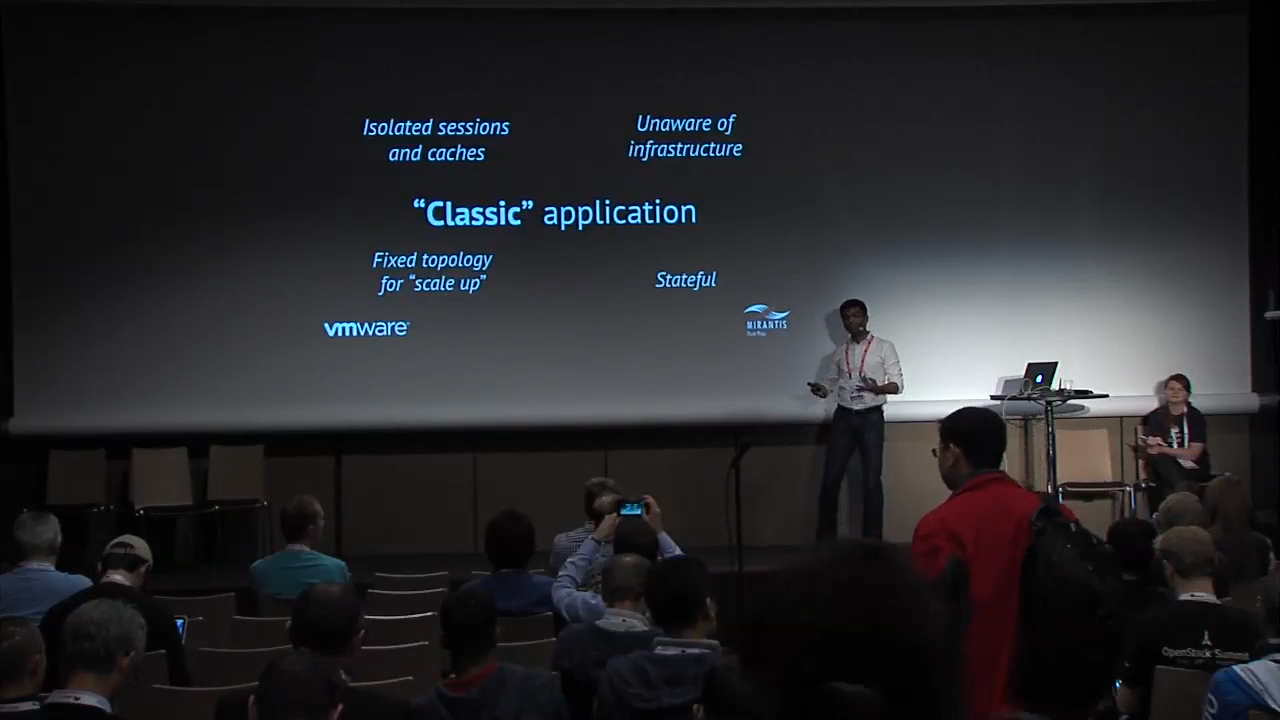 Isolated sessions
and caches
Unaware of
infrastructure
“Classic” application
Fixed topology
for “scale up”
Stateful
vmware
MIRANTIS
OpenStack Summit